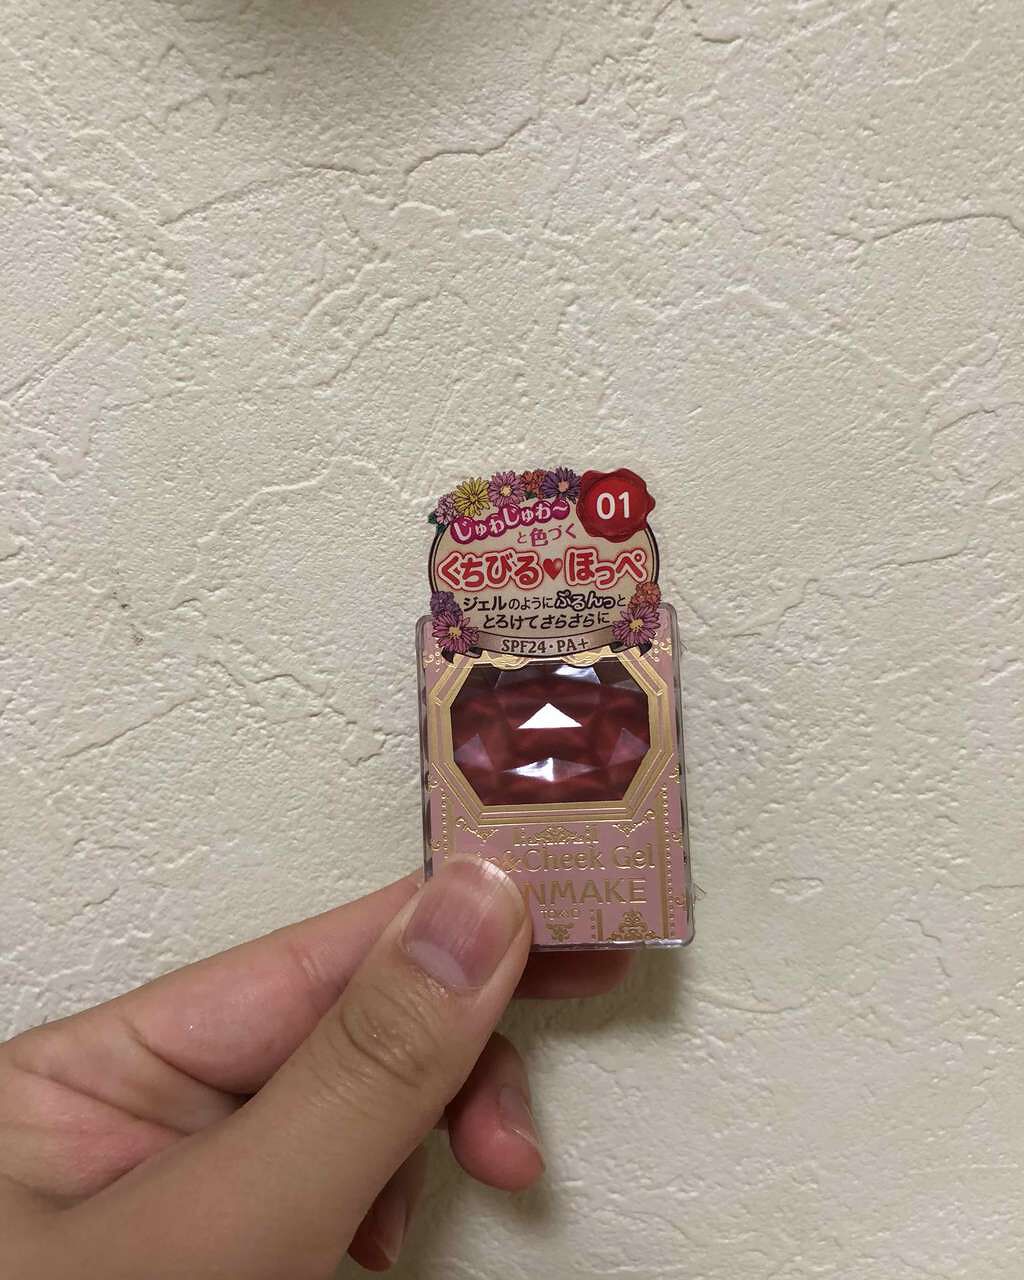 01
じゅわじゅわ〜
と色づく
くちびる♥ほっぺ
ジェルのようにぷるんっと
とろけてさらさらに
SPF24・PA+
&Cheek Gel
NMAKE
TOKYO